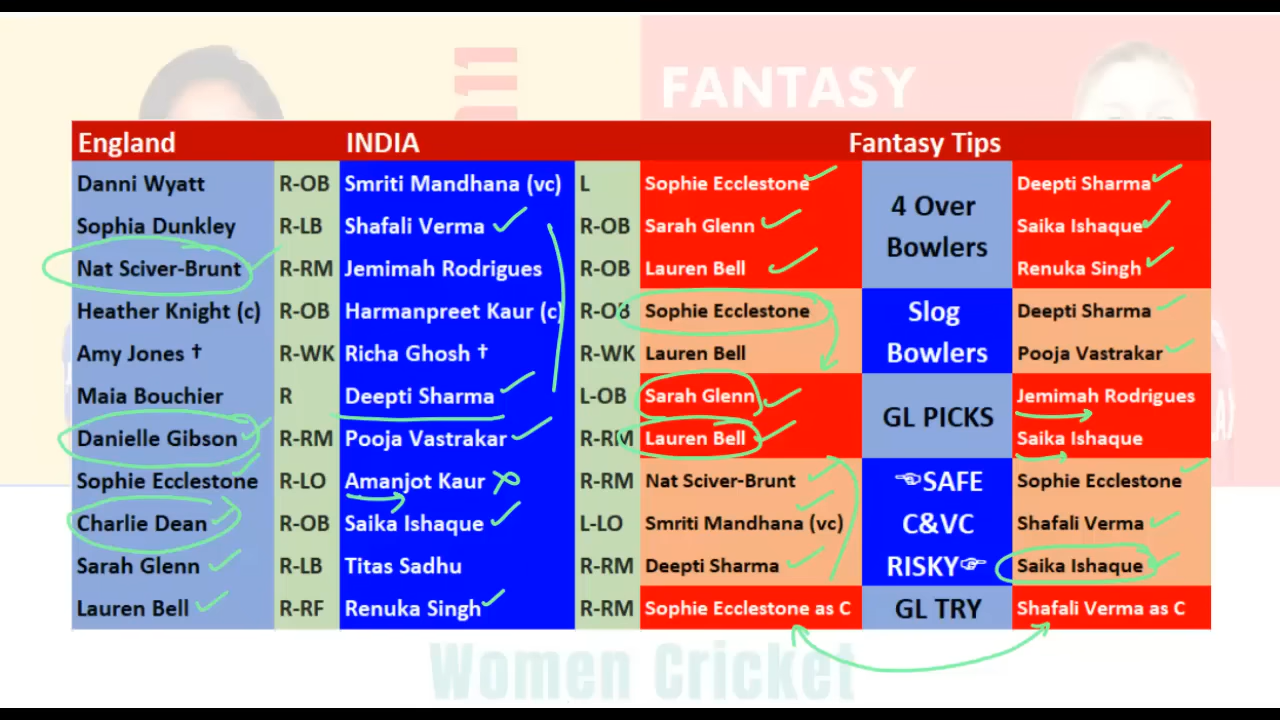 11
FANTASY
England INDIA Fantasy Tips
Danni Wyatt R-OB Smriti Mandhana (vc) L Sophie Ecclestone 4 Over Bowlers Deepti Sharma
Sophia Dunkley R-LB Shafali Verma R-OB Sarah Glenn Saika Ishaque
Nat Sciver-Brunt R-RM Jemimah Rodrigues R-OB Lauren Bell Renuka Singh
Heather Knight (c) R-OB Harmanpreet Kaur (c) R-OB Sophie Ecclestone Slog Bowlers Deepti Sharma
Amy Jones † R-WK Richa Ghosh † R-WK Lauren Bell Pooja Vastrakar
Maia Bouchier R Deepti Sharma L-OB Sarah Glenn GL PICKS Jemimah Rodrigues
Danielle Gibson R-RM Pooja Vastrakar R-RM Lauren Bell Saika Ishaque
Sophie Ecclestone R-LO Amanjot Kaur R-RM Nat Sciver-Brunt ☜SAFE Sophie Ecclestone
Charlie Dean R-OB Saika Ishaque L-LO Smriti Mandhana (vc) C&VC Shafali Verma
Sarah Glenn R-LB Titas Sadhu R-RM Deepti Sharma RISKY☞ Saika Ishaque
Lauren Bell R-RF Renuka Singh R-RM Sophie Ecclestone as C GL TRY Shafali Verma as C
Women Cricket